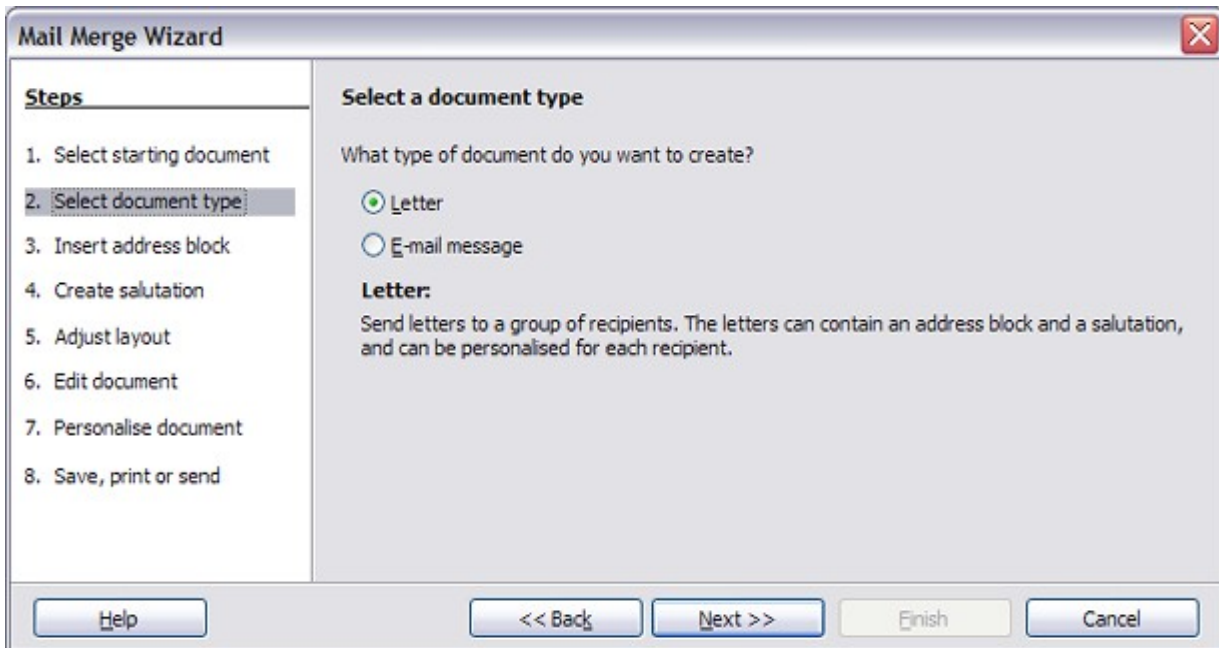 Mail Merge Wizard
Steps
1. Select starting document
2. Select document type
3. Insert address block
4. Create salutation
5. Adjust layout
6. Edit document
7. Personalise document
8. Save, print or send
Select a document type
What type of document do you want to create?
Letter
E-mail message
Letter:
Send letters to a group of recipients. The letters can contain an address block and a salutation,
and can be personalised for each recipient.
Help
<< Back
Next >>
Finish
Cancel